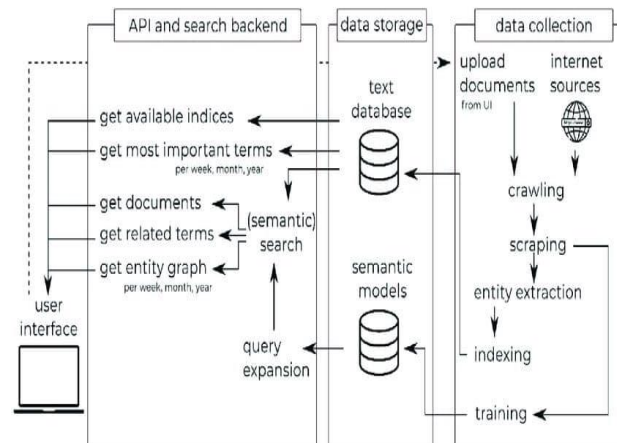 API and search backend
data storage
data collection
upload
documents
from UI
internet
sources
text
database
get available indices
get most important terms
per week, month, year
get documents
get related terms
get entity graph
per week, month, year
(semantic)
search
crawling
scraping
entity extraction
indexing
training
semantic
models
query
expansion
user
interface